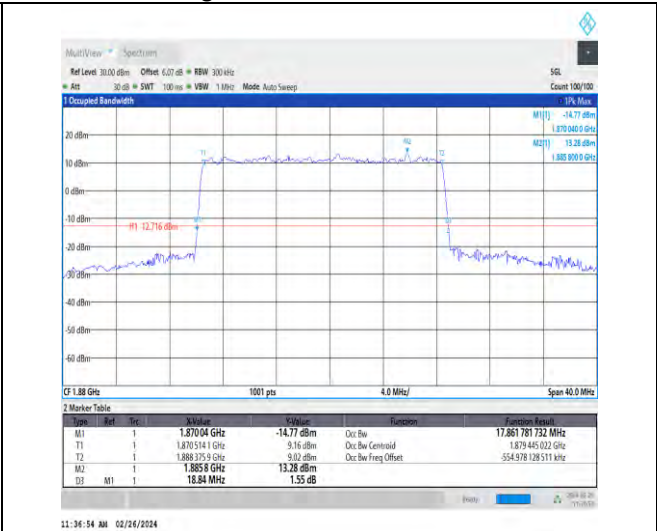 MultiView Spectrum
Ref Level 30.00 dBm Offset 6.07 dB RBW 300 kHz SGL
Att 30 dB SWT 100 ms VBW 1 MHz Mode Auto Sweep Count 100/100
1 Occupied Bandwidth 1Pk Max
M1[1] -14.77 dBm
1.870 040 0 GHz
M2[1] 13.28 dBm
1.885 800 0 GHz
20 dBm
T1 M2 T2
10 dBm
0 dBm
-10 dBm
H1 -12.716 dBm
-20 dBm
-30 dBm
-40 dBm
-50 dBm
-60 dBm
CF 1.88 GHz 1001 pts 4.0 MHz/ Span 40.0 MHz
2 Marker Table
Type Ref Trc X-Value Y-Value Function Function Result
M1 1 1.87004 GHz -14.77 dBm Occ Bw 17.861 781 732 MHz
T1 1 1.870 514 1 GHz 9.16 dBm Occ Bw Centroid 1.879 445 022 GHz
T2 1 1.888 375 9 GHz 9.02 dBm Occ Bw Freq Offset -554.978 128 511 kHz
M2 1 1.885 8 GHz 13.28 dBm
D3 M1 1 18.84 MHz 1.55 dB
11:36:54 AM 02/26/2024